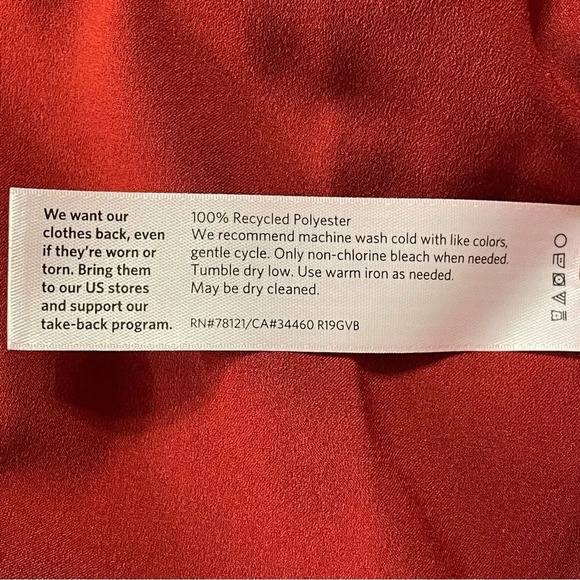 We want our
clothes back, even
if they're worn or
torn. Bring them
to our US stores
and support our
take-back program.
100% Recycled Polyester
We recommend machine wash cold with like colors,
gentle cycle. Only non-chlorine bleach when needed.
Tumble dry low. Use warm iron as needed.
May be dry cleaned.
RN#78121/CA#34460 R19GVB